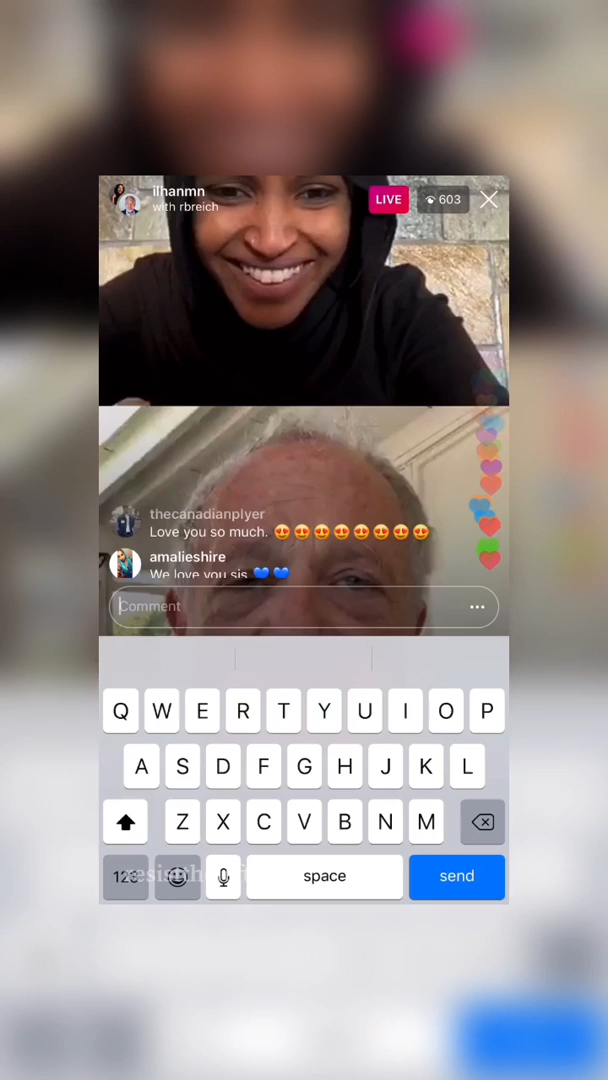 ilhanmn
with rbreich
LIVE
603
thecanadianplyer
Love you so much. 😍😍😍😍😍😍😍😍
amalieshire
We love you sis 💙💙
Comment
Q W E R T Y U I O P
A S D F G H J K L
Z X C V B N M
123
space
send